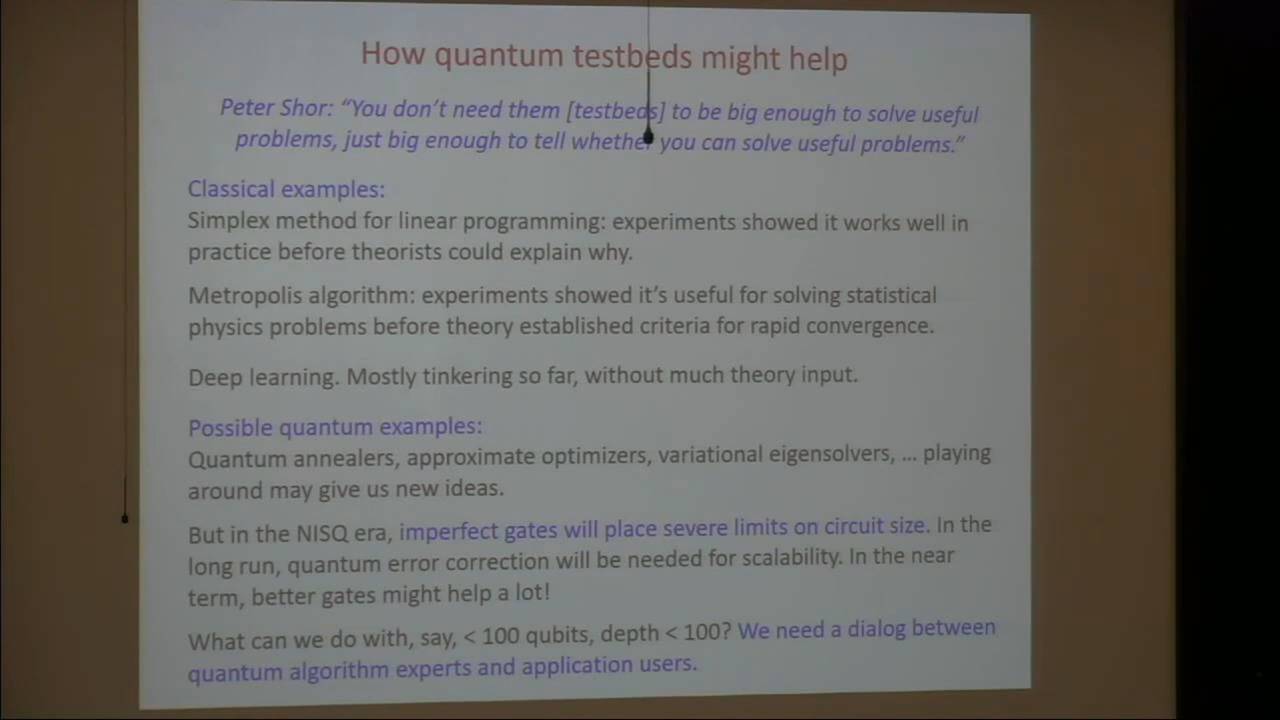 How quantum testbeds might help
Peter Shor: “You don’t need them [testbeds] to be big enough to solve useful
problems, just big enough to tell whether you can solve useful problems.”
Classical examples:
Simplex method for linear programming: experiments showed it works well in
practice before theorists could explain why.
Metropolis algorithm: experiments showed it’s useful for solving statistical
physics problems before theory established criteria for rapid convergence.
Deep learning. Mostly tinkering so far, without much theory input.
Possible quantum examples:
Quantum annealers, approximate optimizers, variational eigensolvers, ... playing
around may give us new ideas.
But in the NISQ era, imperfect gates will place severe limits on circuit size. In the
long run, quantum error correction will be needed for scalability. In the near
term, better gates might help a lot!
What can we do with, say, < 100 qubits, depth < 100? We need a dialog between
quantum algorithm experts and application users.